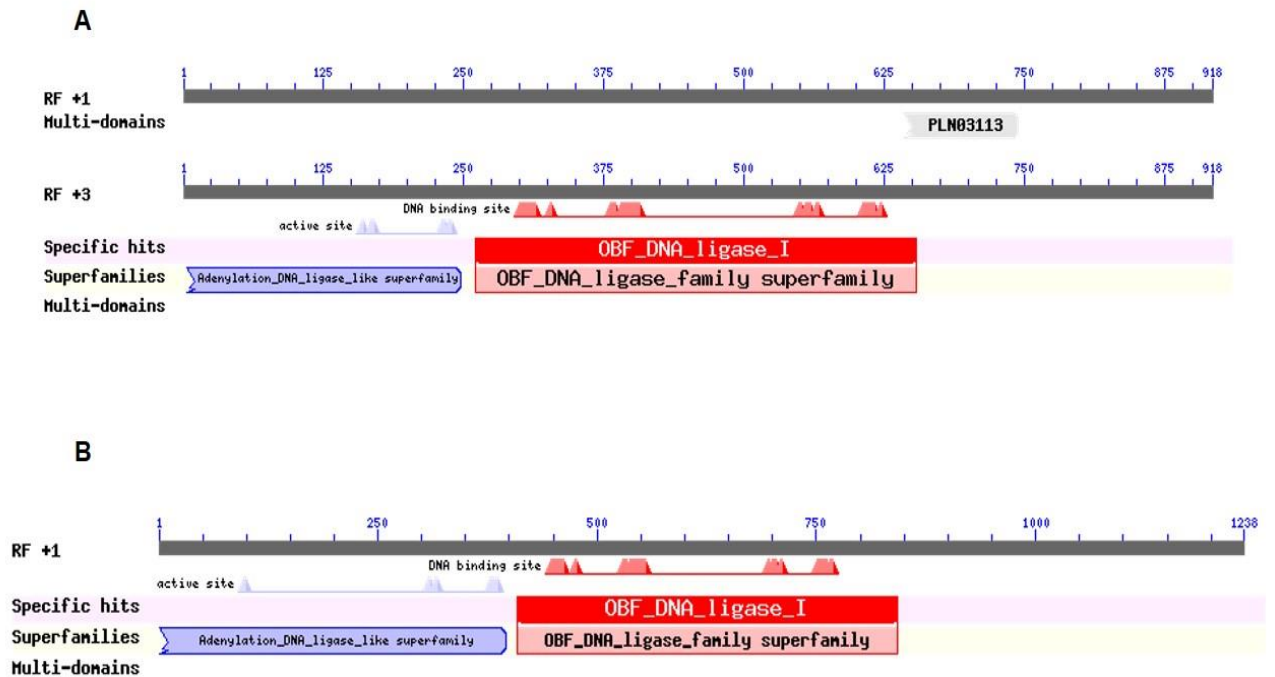 A
1 125 250 375 500 625 750 875 918
RF +1
Multi-domains PLN03113
1 125 250 375 500 625 750 875 918
RF +3
DNA binding site
active site
Specific hits OBF_DNA_ligase_I
Superfamilies Adenylation_DNA_ligase_like superfamily OBF_DNA_ligase_family superfamily
Multi-domains
B
1 250 500 750 1000 1238
RF +1
DNA binding site
active site
Specific hits OBF_DNA_ligase_I
Superfamilies Adenylation_DNA_ligase_like superfamily OBF_DNA_ligase_family superfamily
Multi-domains